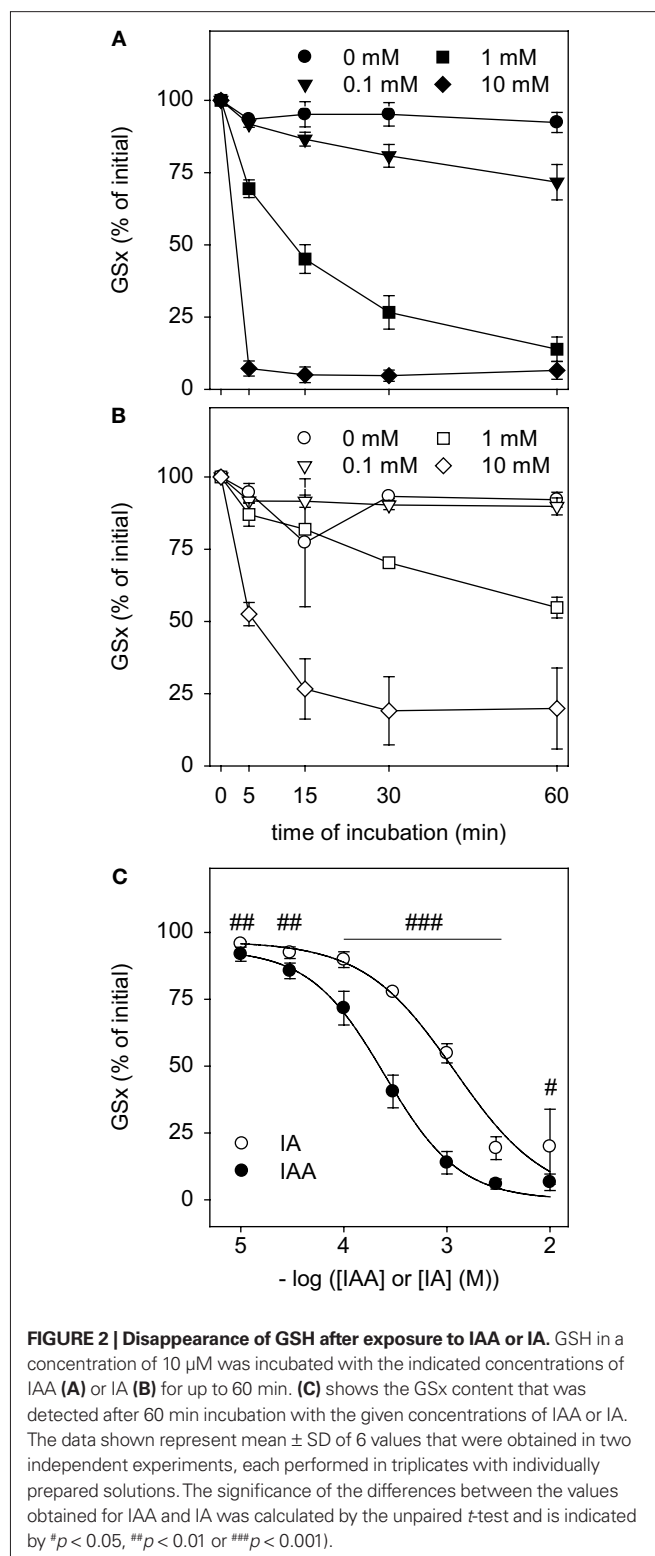 A
0 mM 1 mM
0.1 mM 10 mM
100
75
50
25
0
GSx (% of initial)
B
0 mM 1 mM
0.1 mM 10 mM
100
75
50
25
0
GSx (% of initial)
0 5 15 30 60
time of incubation (min)
C
## ## ###
#
100
75
50
25
0
GSx (% of initial)
IA
IAA
5 4 3 2
- log ([IAA] or [IA] (M))
FIGURE 2 | Disappearance of GSH after exposure to IAA or IA. GSH in a
concentration of 10 µM was incubated with the indicated concentrations of
IAA (A) or IA (B) for up to 60 min. (C) shows the GSx content that was
detected after 60 min incubation with the given concentrations of IAA or IA.
The data shown represent mean ± SD of 6 values that were obtained in two
independent experiments, each performed in triplicates with individually
prepared solutions. The significance of the differences between the values
obtained for IAA and IA was calculated by the unpaired t-test and is indicated
by #p < 0.05, ##p < 0.01 or ###p < 0.001).